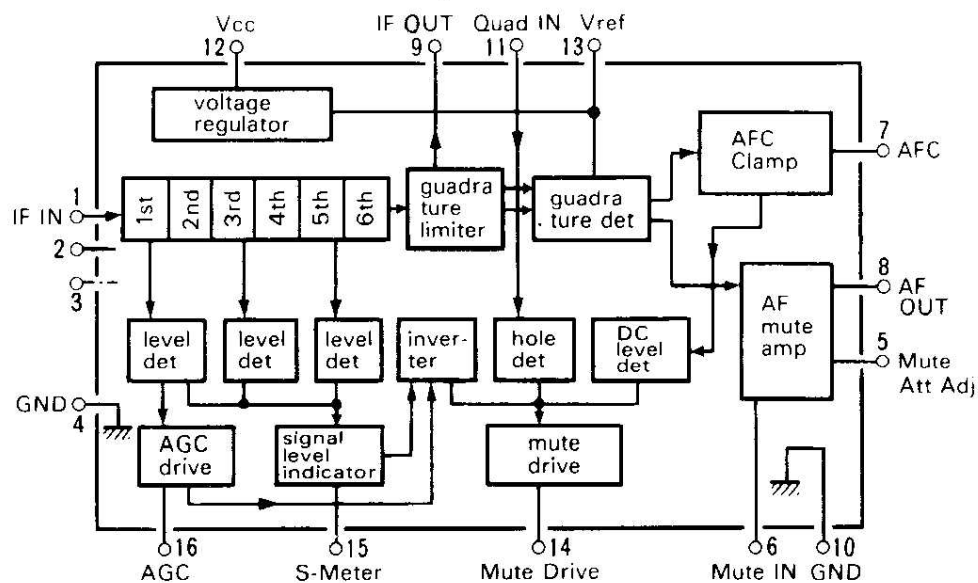 Vcc
12
IF OUT
9
Quad IN
11
Vref
13
voltage
regulator
AFC
Clamp
7
AFC
1
IF IN
1st
2nd
3rd
4th
5th
6th
guadra
ture
limiter
guadra
ture det
2
3
8
AF
OUT
AF
mute
amp
5
Mute
Att Adj
level
det
level
det
level
det
inver-
ter
hole
det
DC
level
det
GND
4
AGC
drive
signal
level
indicator
mute
drive
16
AGC
15
S-Meter
14
Mute Drive
6
Mute IN
10
GND